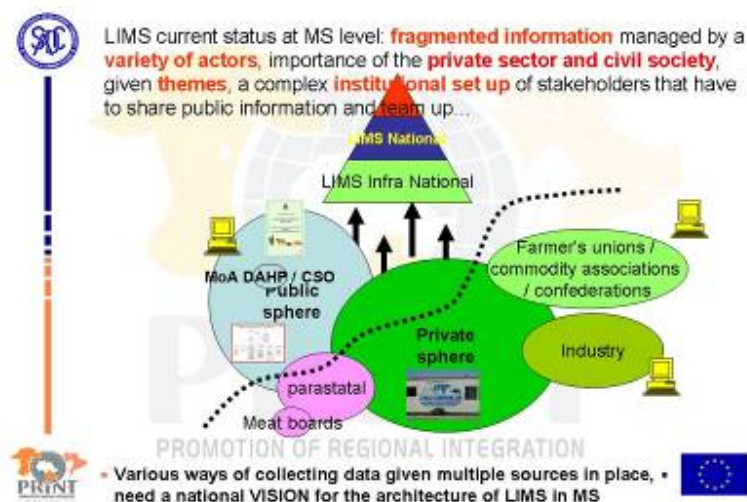 LIMS current status at MS level: fragmented information managed by a
variety of actors, importance of the private sector and civil society,
given themes, a complex institutional set up of stakeholders that have
to share public information and team up...
LIMS National
LIMS Infra National
Farmer's unions /
commodity associations
/ confederations
MoA DAHP / CSO
Public
sphere
Private
sphere
Industry
parastatal
Meat boards
PROMOTION OF REGIONAL INTEGRATION
PRINT
• Various ways of collecting data given multiple sources in place, •
need a national VISION for the architecture of LIMS in MS